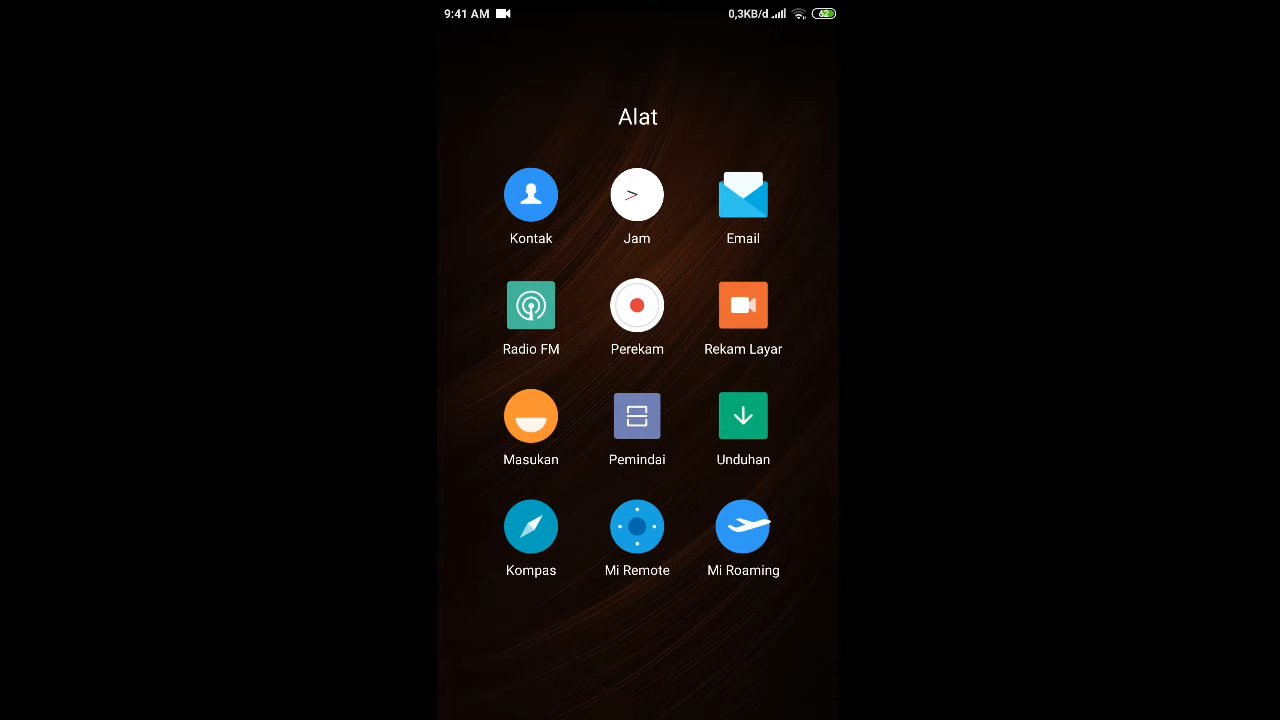 9:41 AM 0,3KB/d 62
Alat
Kontak Jam Email
Radio FM Perekam Rekam Layar
Masukan Pemindai Unduhan
Kompas Mi Remote Mi Roaming